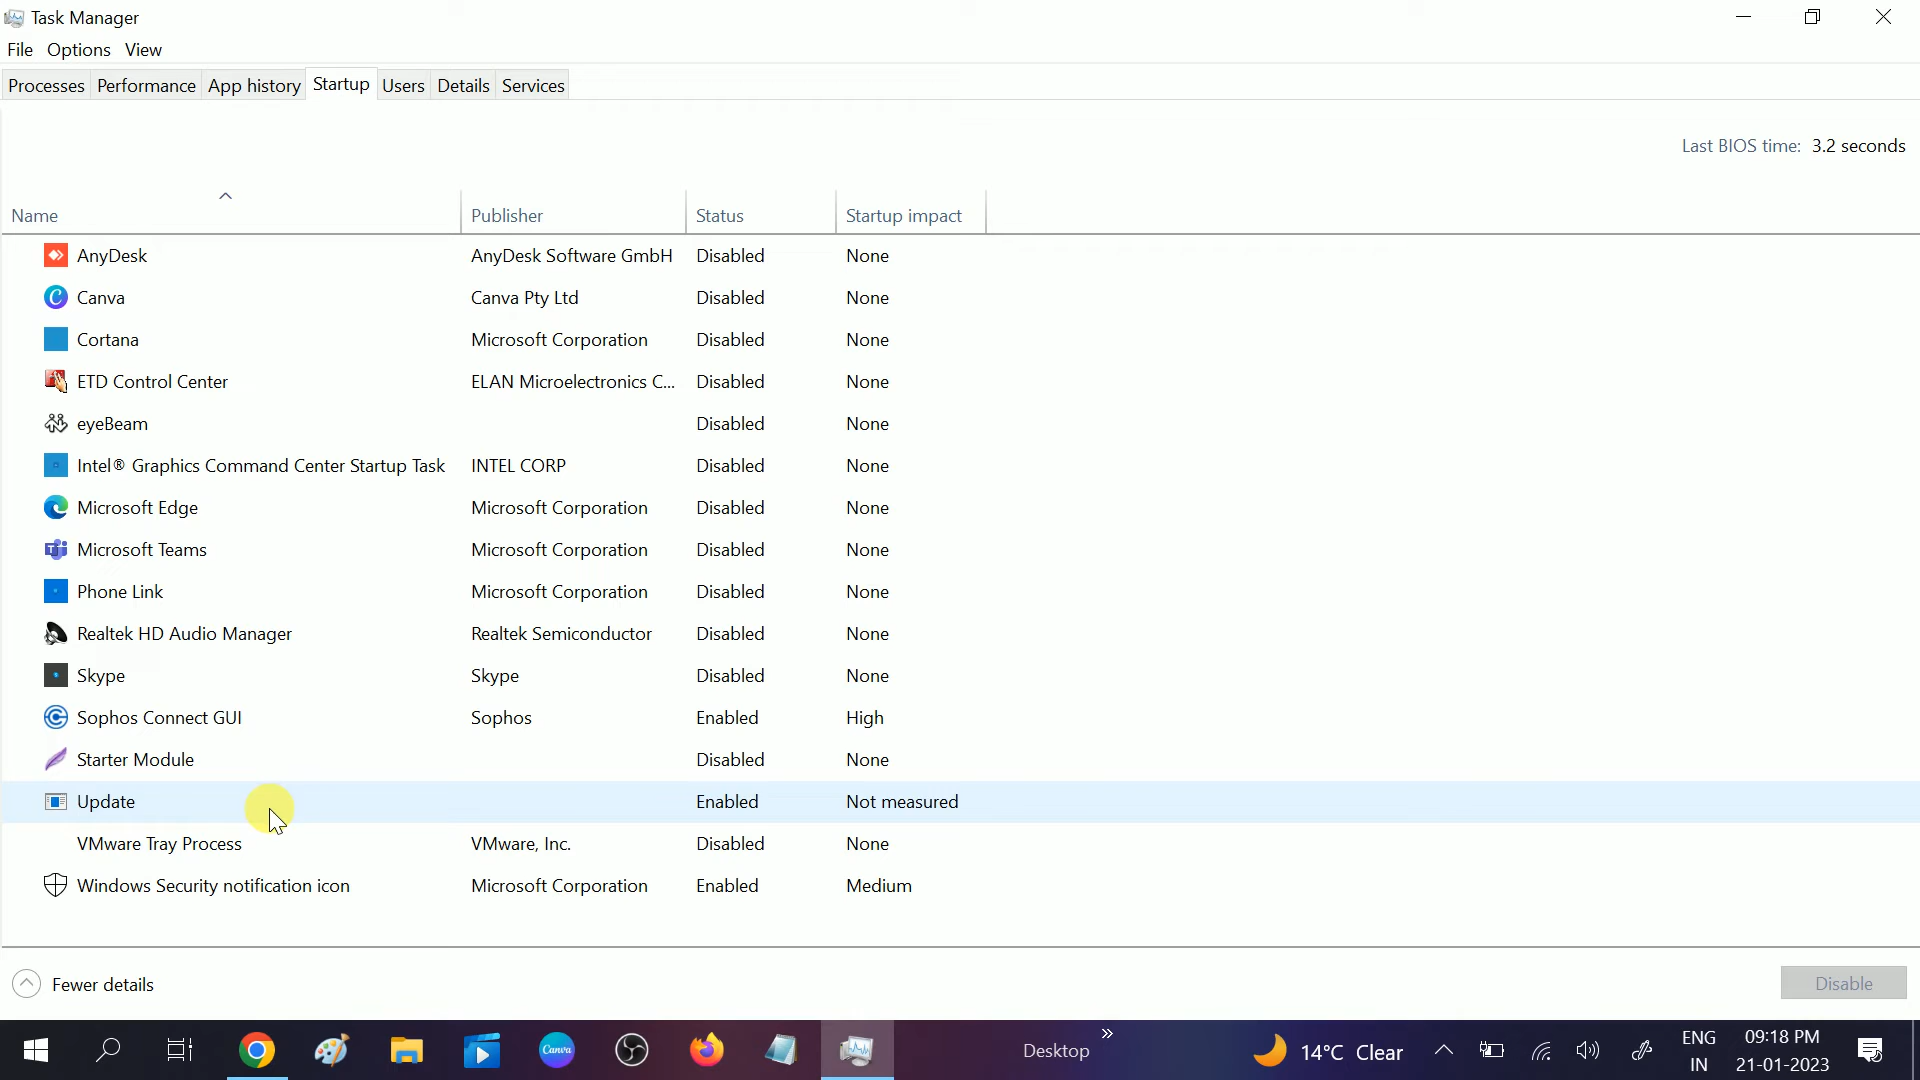 Task Manager
File Options View
Processes Performance App history Startup Users Details Services
Last BIOS time: 3.2 seconds
Name Publisher Status Startup impact
AnyDesk AnyDesk Software GmbH Disabled None
Canva Canva Pty Ltd Disabled None
Cortana Microsoft Corporation Disabled None
ETD Control Center ELAN Microelectronics C... Disabled None
eyeBeam Disabled None
Intel® Graphics Command Center Startup Task INTEL CORP Disabled None
Microsoft Edge Microsoft Corporation Disabled None
Microsoft Teams Microsoft Corporation Disabled None
Phone Link Microsoft Corporation Disabled None
Realtek HD Audio Manager Realtek Semiconductor Disabled None
Skype Skype Disabled None
Sophos Connect GUI Sophos Enabled High
Starter Module Disabled None
Update Enabled Not measured
VMware Tray Process VMware, Inc. Disabled None
Windows Security notification icon Microsoft Corporation Enabled Medium
Fewer details Disable
Canva Desktop 14°C Clear
ENG 09:18 PM
IN 21-01-2023